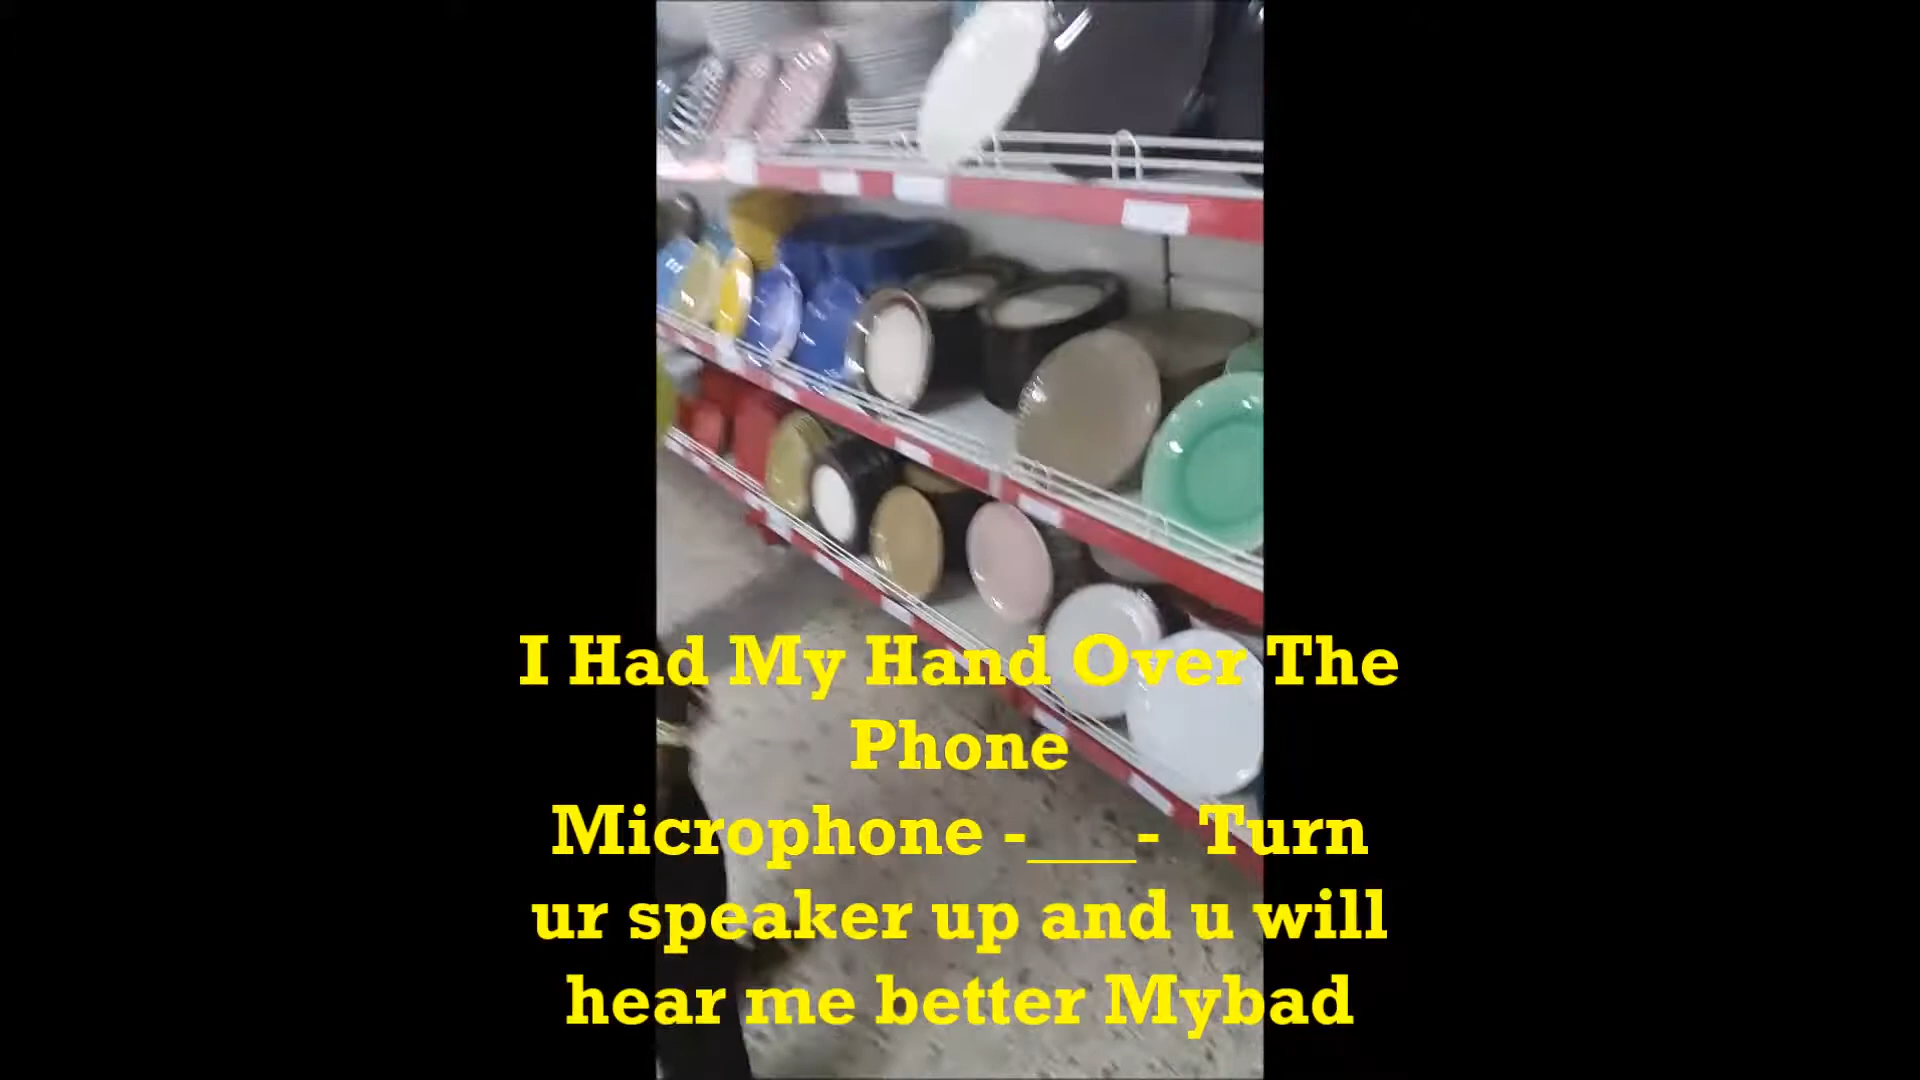 I Had My Hand Over The
Phone
Microphone -___-  Turn
ur speaker up and u will
hear me better Mybad